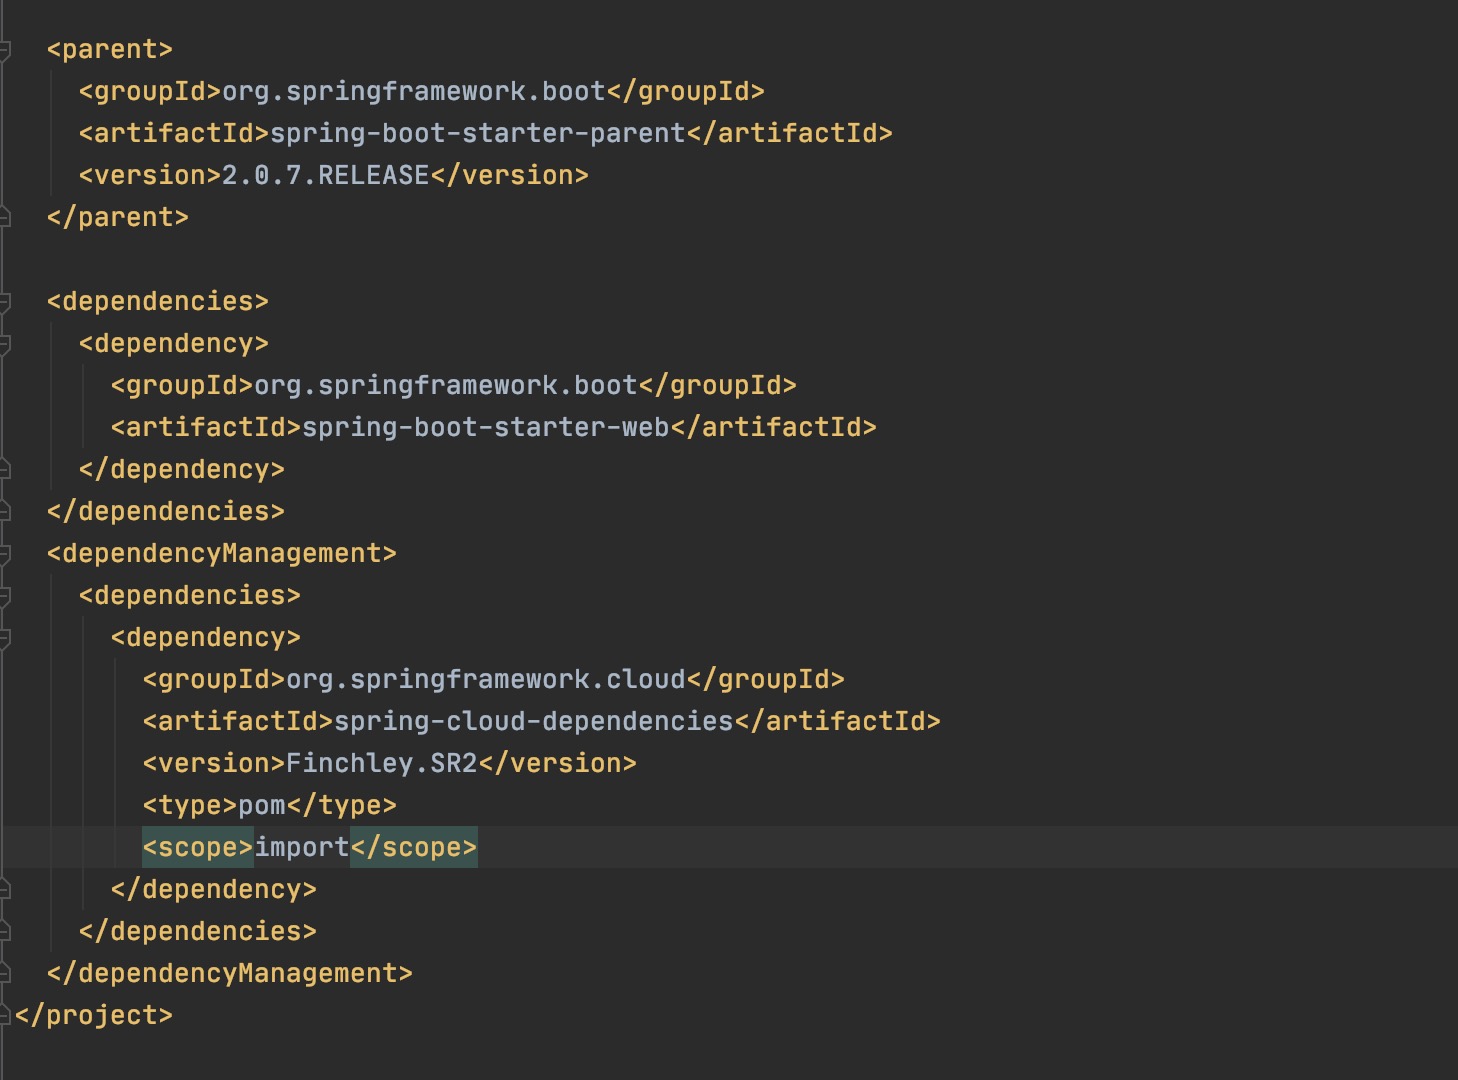 <parent>
<groupId>org.springframework.boot</groupId>
<artifactId>spring-boot-starter-parent</artifactId>
<version>2.0.7.RELEASE</version>
</parent>
<dependencies>
<dependency>
<groupId>org.springframework.boot</groupId>
<artifactId>spring-boot-starter-web</artifactId>
</dependency>
</dependencies>
<dependencyManagement>
<dependencies>
<dependency>
<groupId>org.springframework.cloud</groupId>
<artifactId>spring-cloud-dependencies</artifactId>
<version>Finchley.SR2</version>
<type>pom</type>
<scope>import</scope>
</dependency>
</dependencies>
</dependencyManagement>
</project>